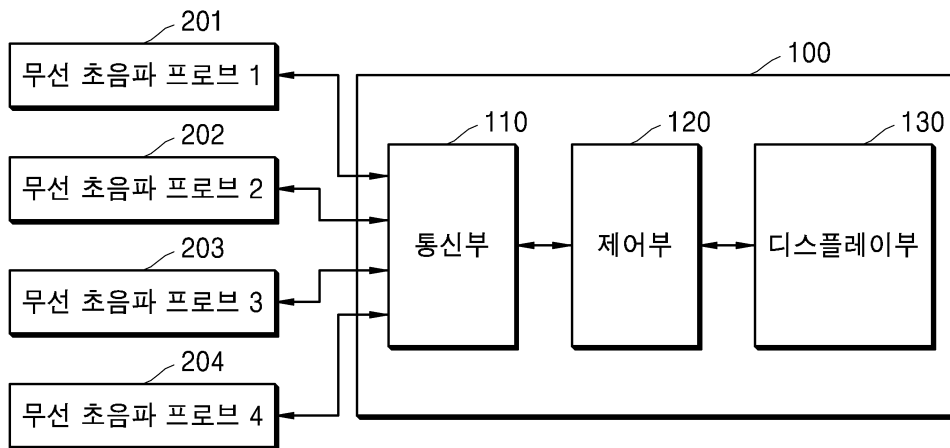 201
무선 초음파 프로브 1
202
무선 초음파 프로브 2
203
무선 초음파 프로브 3
204
무선 초음파 프로브 4
100
110
통신부
120
제어부
130
디스플레이부